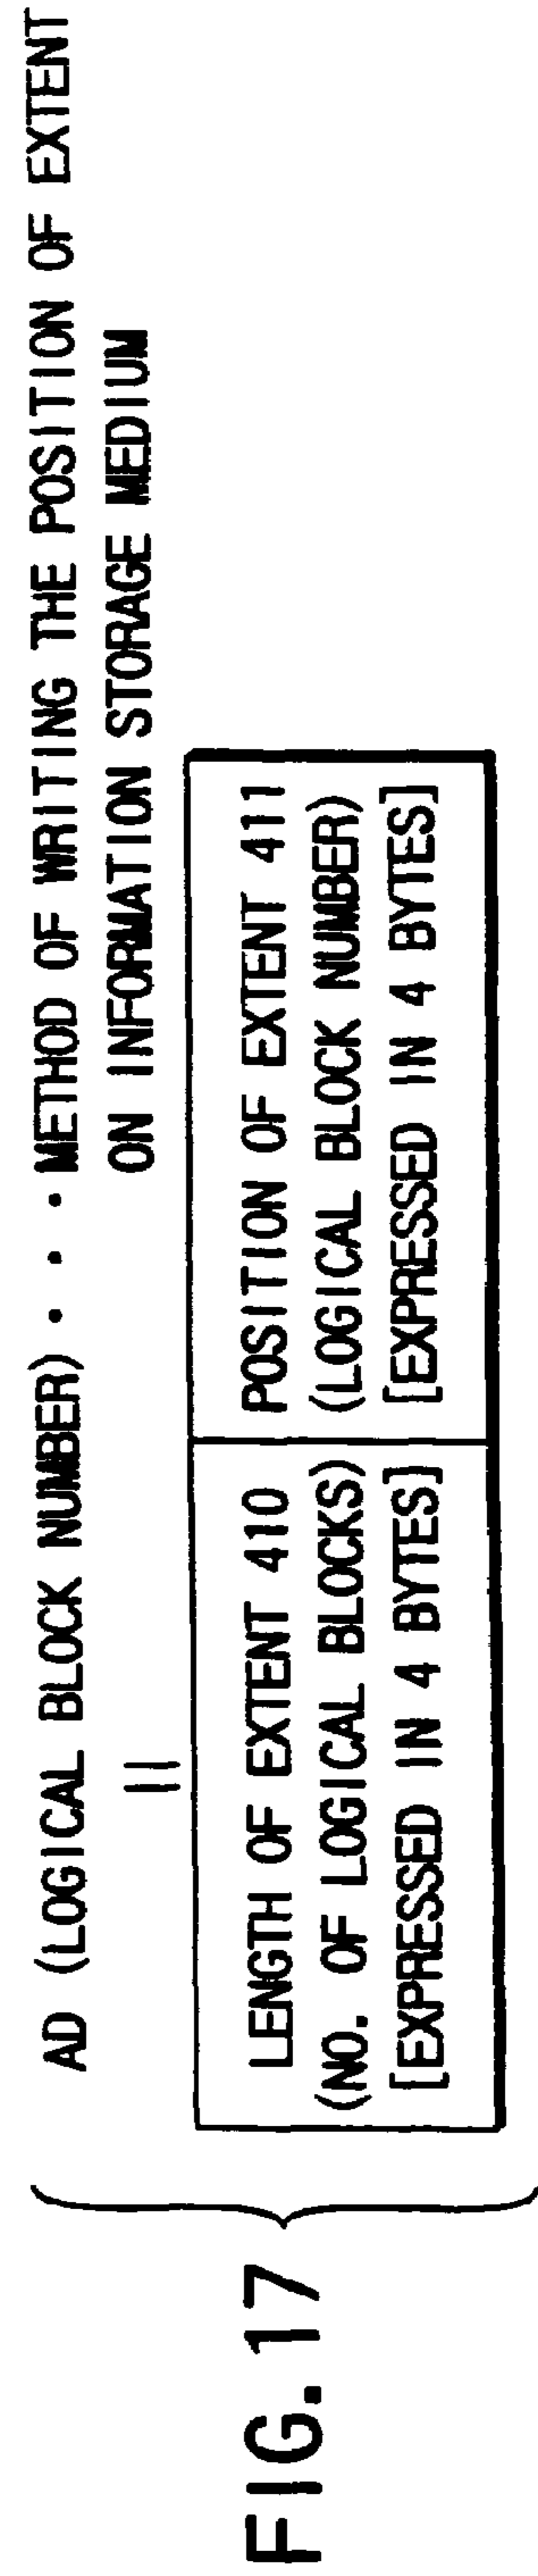 FIG. 17
AD (LOGICAL BLOCK NUMBER) • • • METHOD OF WRITING THE POSITION OF EXTENT
ON INFORMATION STORAGE MEDIUM
=
LENGTH OF EXTENT 410
(NO. OF LOGICAL BLOCKS)
[EXPRESSED IN 4 BYTES]
POSITION OF EXTENT 411
(LOGICAL BLOCK NUMBER)
[EXPRESSED IN 4 BYTES]